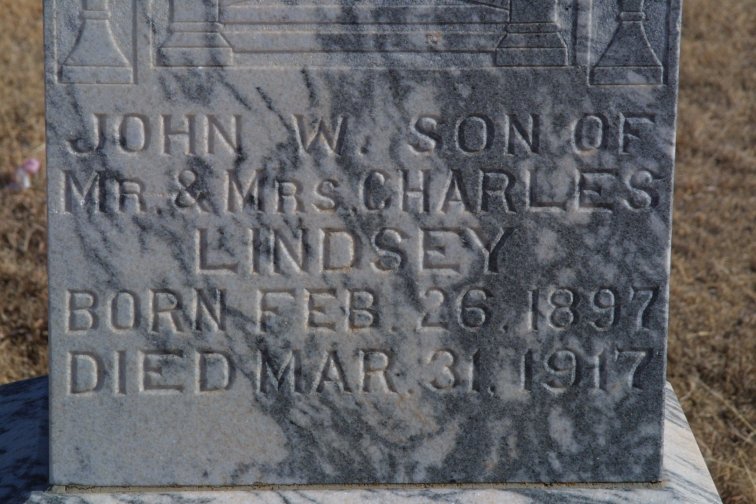 JOHN W. SON OF
MR. & MRS. CHARLES
LINDSEY
BORN FEB. 26. 1897
DIED MAR. 31. 1917